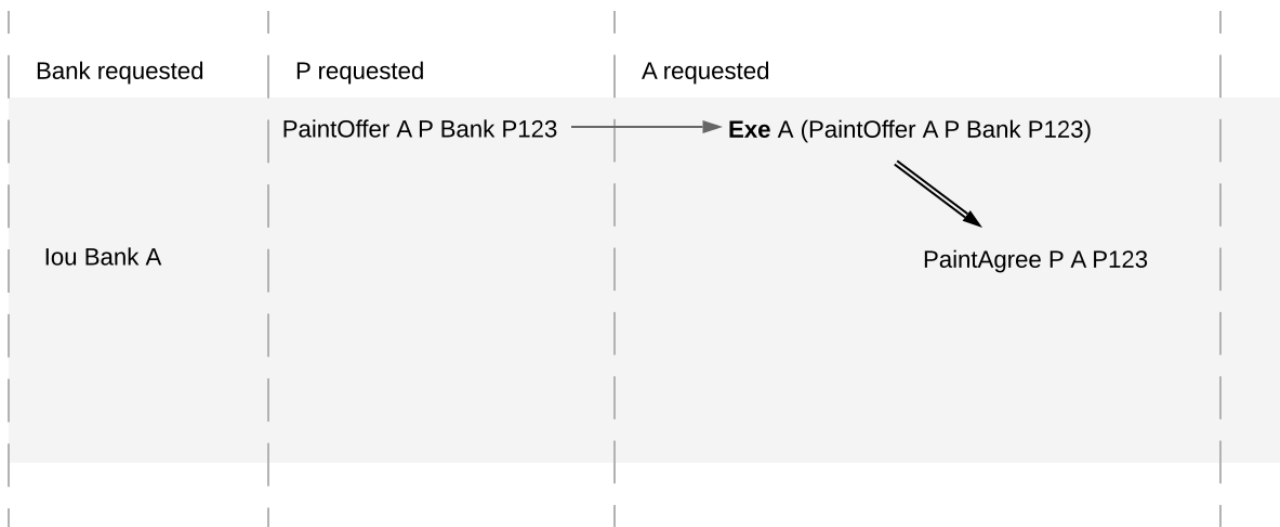 Bank requested
P requested
A requested
PaintOffer A P Bank P123
Exe A (PaintOffer A P Bank P123)
Iou Bank A
PaintAgree P A P123